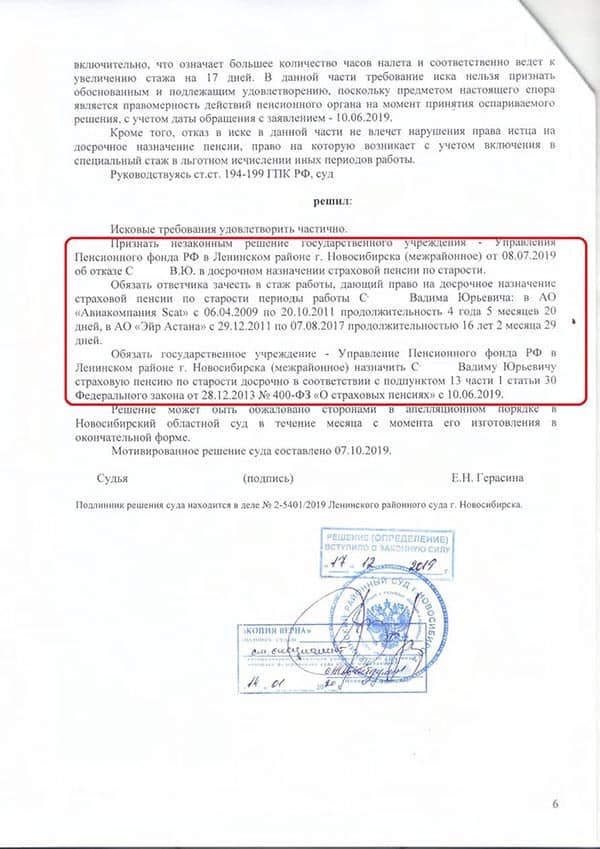 включительно, что означает большее количество часов налета и соответственно ведет к
увеличению стажа на 17 дней. В данной части требование иска нельзя признать
обоснованным и подлежащим удовлетворению, поскольку предметом настоящего спора
является правомерность действий пенсионного органа на момент принятия оспариваемого
решения, с учетом даты обращения с заявлением - 10.06.2019.
Кроме того, отказ в иске в данной части не влечет нарушения права истца на
досрочное назначение пенсии, право на которую возникает с учетом включения в
специальный стаж в льготном исчислении иных периодов работы.
Руководствуясь ст.ст. 194-199 ГПК РФ, суд
решил:
Исковые требования удовлетворить частично.
Признать незаконным решение государственного учреждения - Управления
Пенсионного фонда РФ в Ленинском районе г. Новосибирска (межрайонное) от 08.07.2019
об отказе С В.Ю. в досрочном назначении страховой пенсии по старости.
Обязать ответчика зачесть в стаж работы, дающий право на досрочное назначение
страховой пенсии по старости периоды работы С Вадима Юрьевича: в АО
«Авиакомпания Scat» с 06.04.2009 по 20.10.2011 продолжительность 4 года 5 месяцев 20
дней, в АО «Эйр Астана» с 29.12.2011 по 07.08.2017 продолжительностью 16 лет 2 месяца 29
дней.
Обязать государственное учреждение - Управление Пенсионного фонда РФ в
Ленинском районе г. Новосибирска (межрайонное) назначить С Вадиму Юрьевичу
страховую пенсию по старости досрочно в соответствии с подпунктом 13 части 1 статьи 30
Федерального закона от 28.12.2013 № 400-ФЗ «О страховых пенсиях» с 10.06.2019.
Решение может быть обжаловано сторонами в апелляционном порядке в
Новосибирский областной суд в течение месяца с момента его изготовления в
окончательной форме.
Мотивированное решение суда составлено 07.10.2019.
Судья (подпись) Е.Н. Герасина
Подлинник решения суда находится в деле № 2-5401/2019 Ленинского районного суда г. Новосибирска.
РЕШЕНИЕ (ОПРЕДЕЛЕНИЕ)
ВСТУПИЛО В ЗАКОННУЮ СИЛУ
"17" 12 2019 г.
РАЙОННЫЙ СУД г. НОВОСИБИР
"КОПИЯ ВЕРНА"
14 01
6